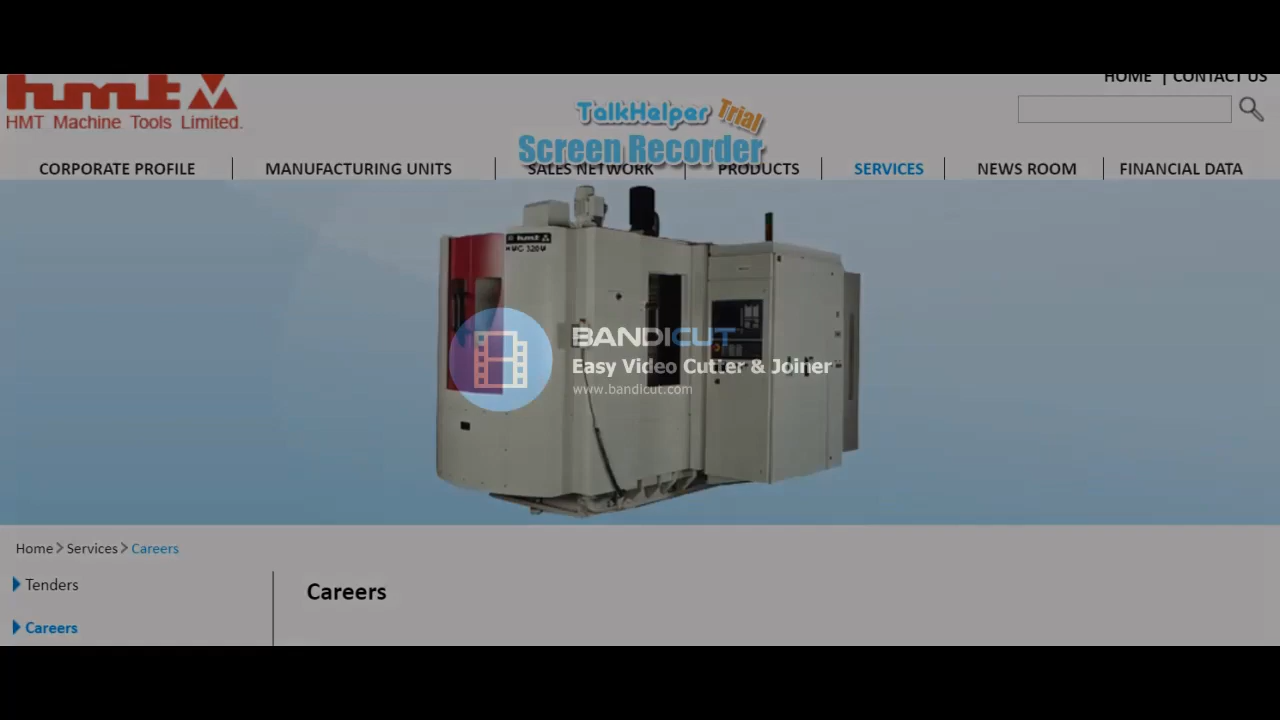 hmt
HMT Machine Tools Limited.
HOME | CONTACT US
TalkHelper Trial
Screen Recorder
CORPORATE PROFILE
MANUFACTURING UNITS
SALES NETWORK
PRODUCTS
SERVICES
NEWS ROOM
FINANCIAL DATA
hmt
BANDICUT
Easy Video Cutter & Joiner
www.bandicut.com
Home > Services > Careers
Tenders
Careers
Careers